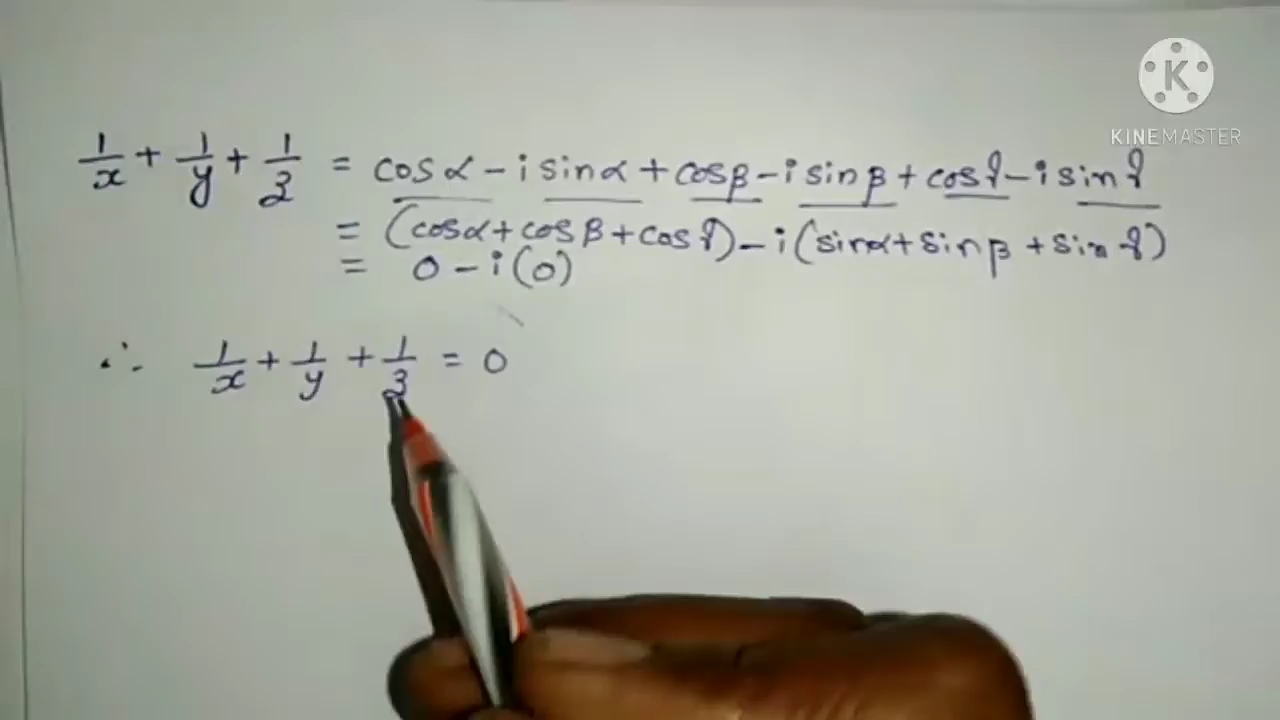 1/x + 1/y + 1/z = cosα - i sinα + cosβ - i sinβ + cosγ - i sinγ
= (cosα + cosβ + cosγ) - i (sinα + sinβ + sinγ)
= 0 - i (0)
∴ 1/x + 1/y + 1/z = 0
K
KINEMASTER